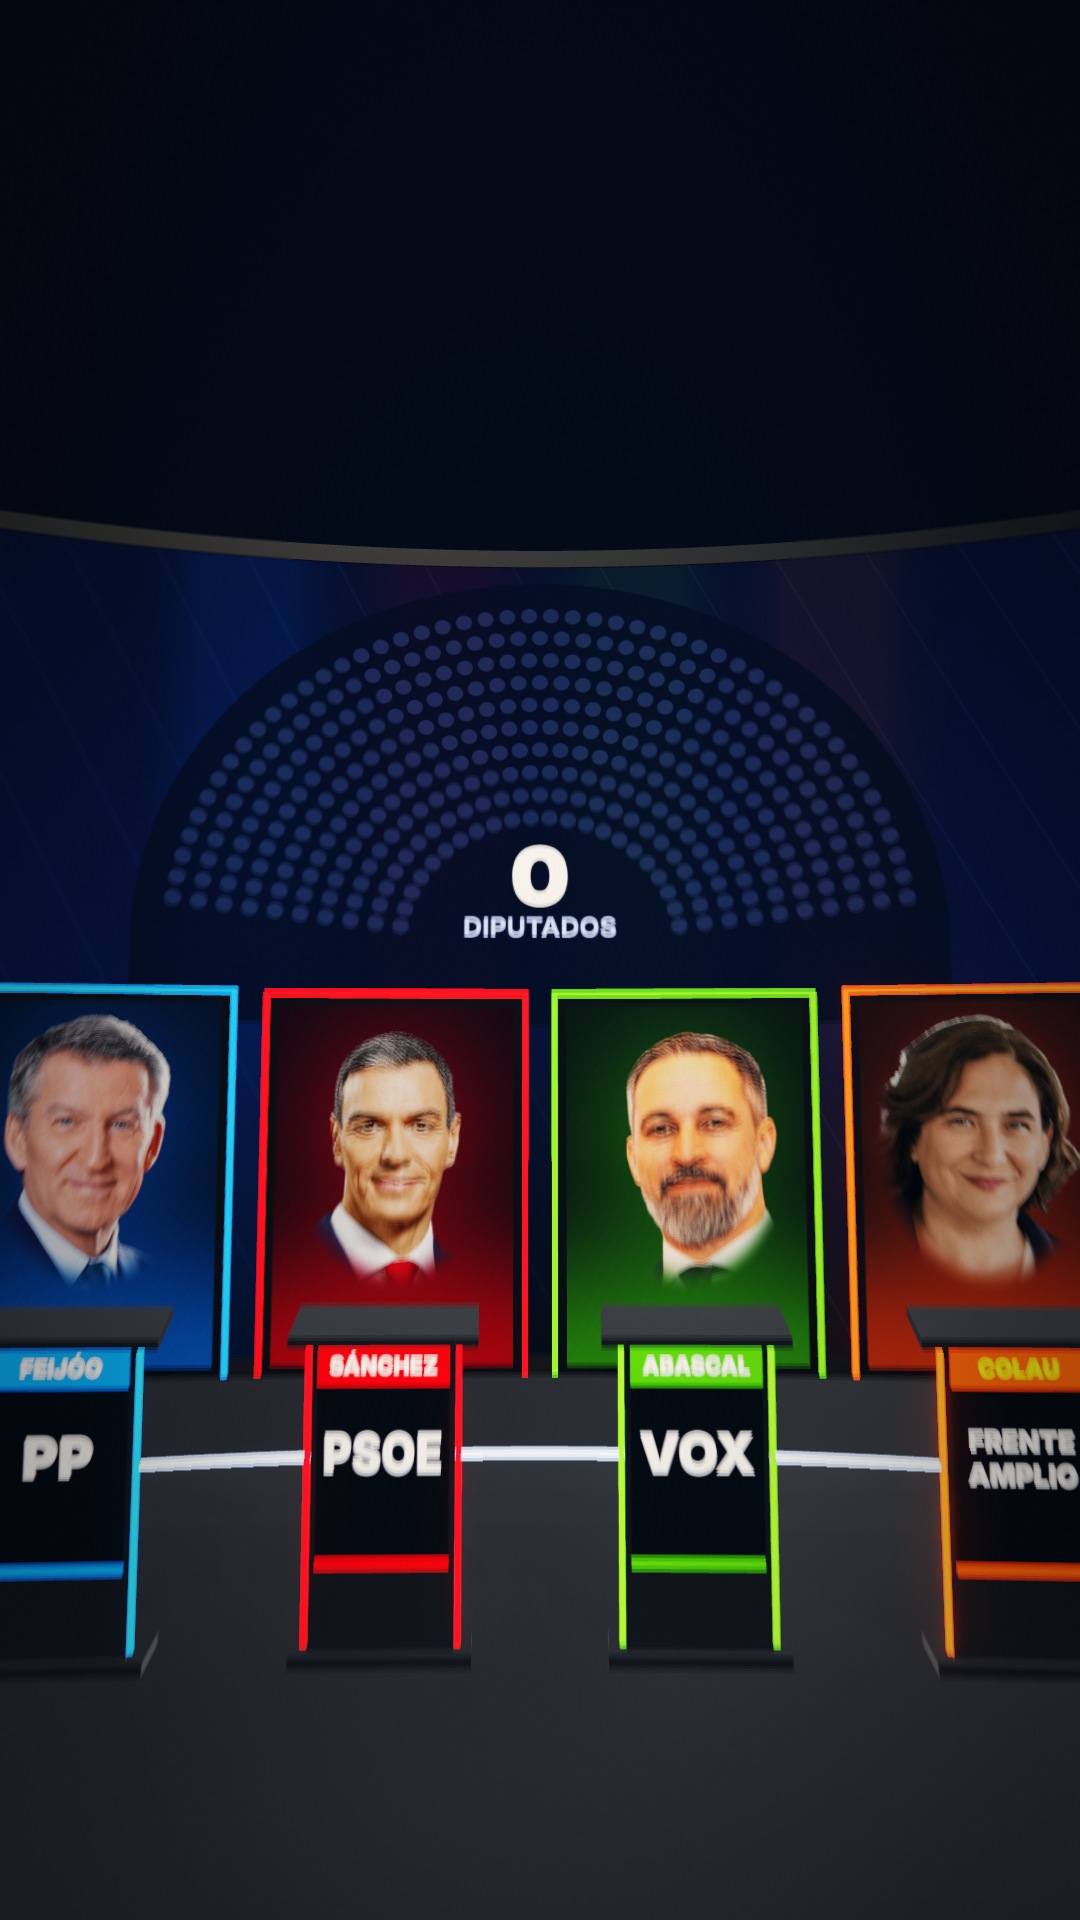 0
DIPUTADOS
FEIJÓO
SÁNCHEZ
ABASCAL
COLAU
PP
PSOE
VOX
FRENTE
AMPLIO